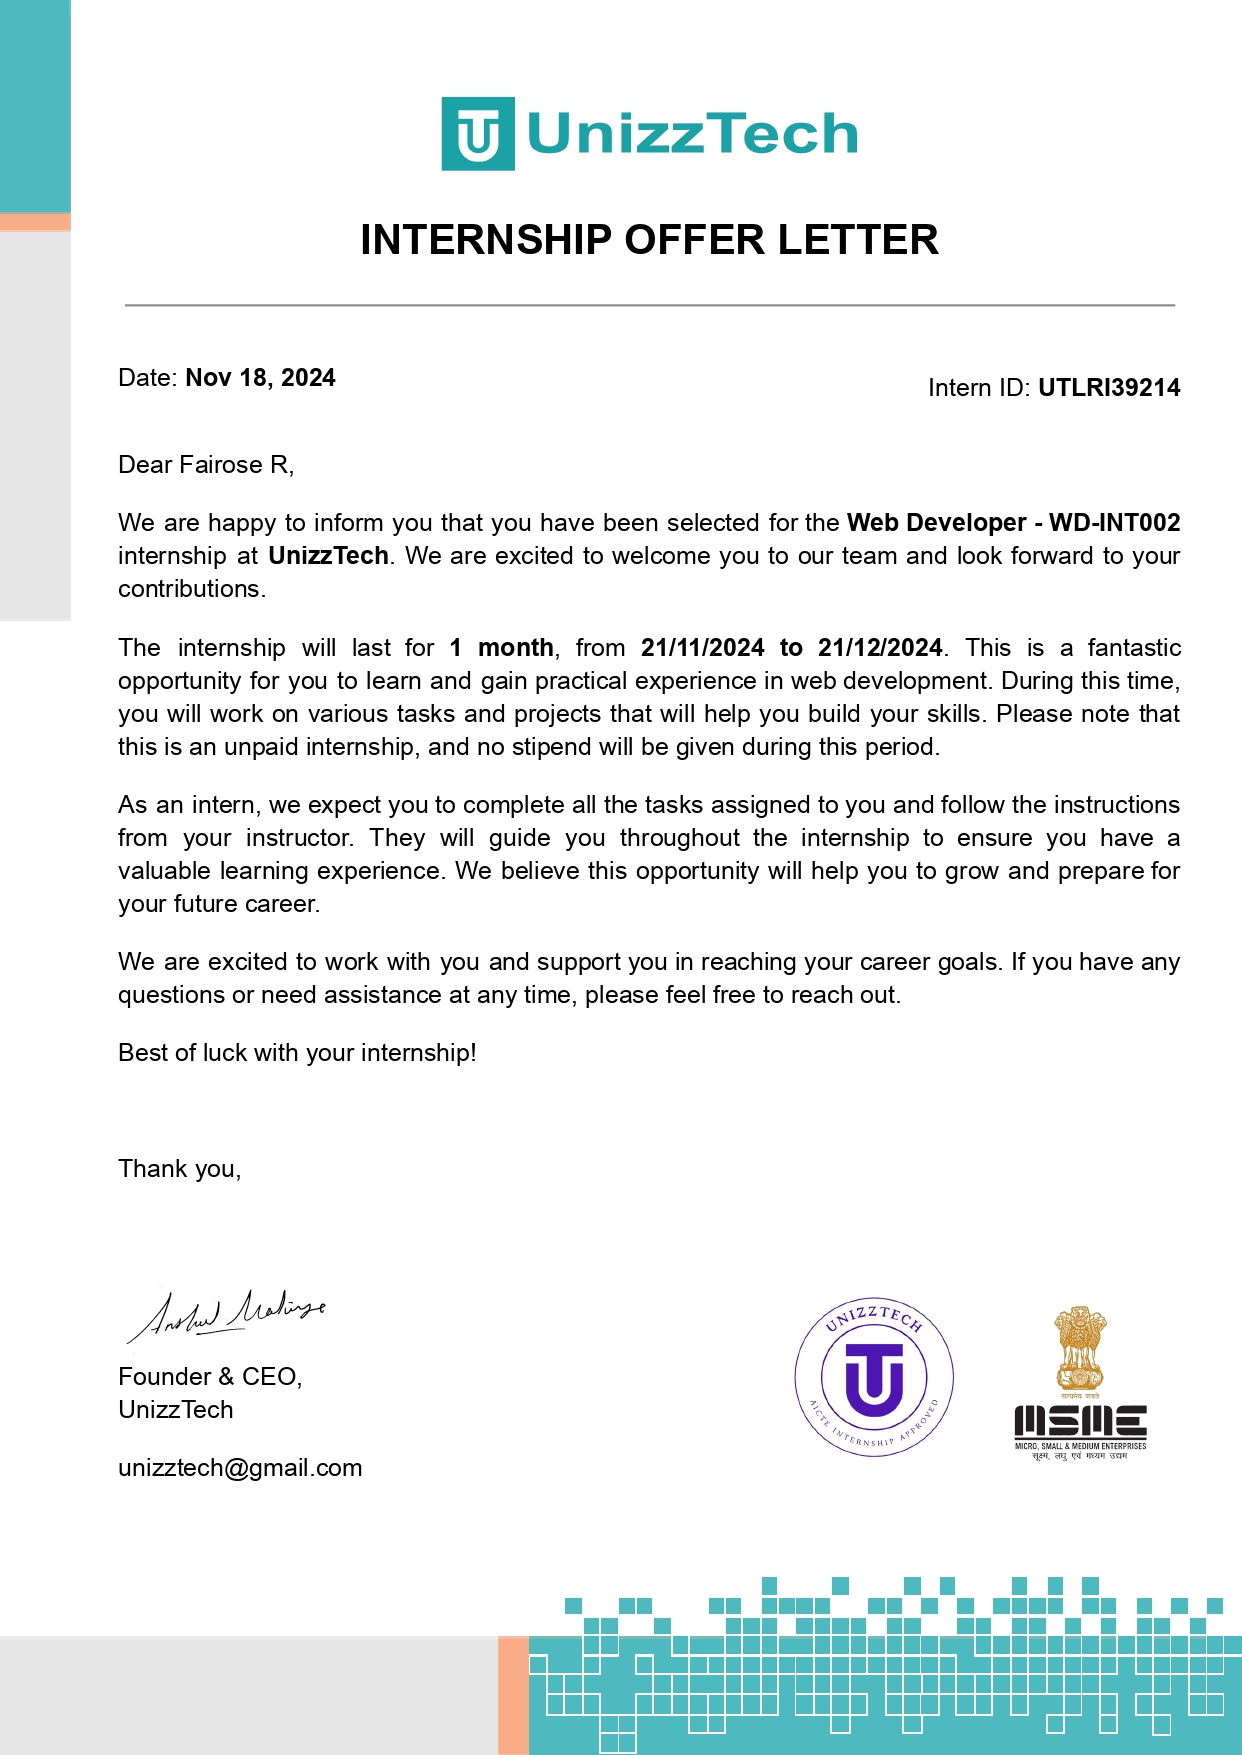 UnizzTech
INTERNSHIP OFFER LETTER
Date: Nov 18, 2024
Intern ID: UTLRI39214
Dear Fairose R,
We are happy to inform you that you have been selected for the Web Developer - WD-INT002
internship at UnizzTech. We are excited to welcome you to our team and look forward to your
contributions.
The internship will last for 1 month, from 21/11/2024 to 21/12/2024. This is a fantastic
opportunity for you to learn and gain practical experience in web development. During this time,
you will work on various tasks and projects that will help you build your skills. Please note that
this is an unpaid internship, and no stipend will be given during this period.
As an intern, we expect you to complete all the tasks assigned to you and follow the instructions
from your instructor. They will guide you throughout the internship to ensure you have a
valuable learning experience. We believe this opportunity will help you to grow and prepare for
your future career.
We are excited to work with you and support you in reaching your career goals. If you have any
questions or need assistance at any time, please feel free to reach out.
Best of luck with your internship!
Thank you,
Founder & CEO,
UnizzTech
unizztech@gmail.com
UNIZZTECH
AICTE INTERNSHIP APPROVED
सत्यमेव जयते
MSME
MICRO, SMALL & MEDIUM ENTERPRISES
सूक्ष्म, लघु एवं मध्यम उद्यम